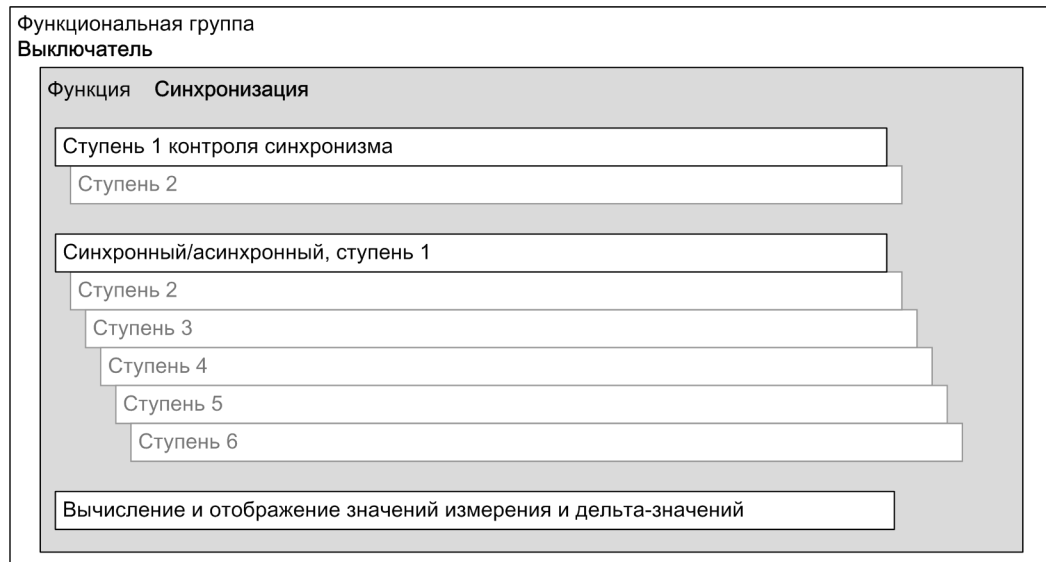 Функциональная группа
Выключатель
Функция Синхронизация
Ступень 1 контроля синхронизма
Ступень 2
Синхронный/асинхронный, ступень 1
Ступень 2
Ступень 3
Ступень 4
Ступень 5
Ступень 6
Вычисление и отображение значений измерения и дельта-значений